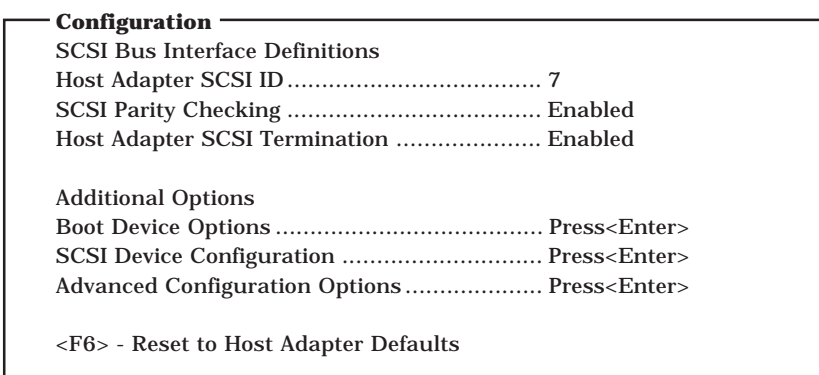 Configuration
SCSI Bus Interface Definitions
Host Adapter SCSI ID ..................................... 7
SCSI Parity Checking ..................................... Enabled
Host Adapter SCSI Termination ..................... Enabled
Additional Options
Boot Device Options ....................................... Press<Enter>
SCSI Device Configuration ............................. Press<Enter>
Advanced Configuration Options .................... Press<Enter>
<F6> - Reset to Host Adapter Defaults